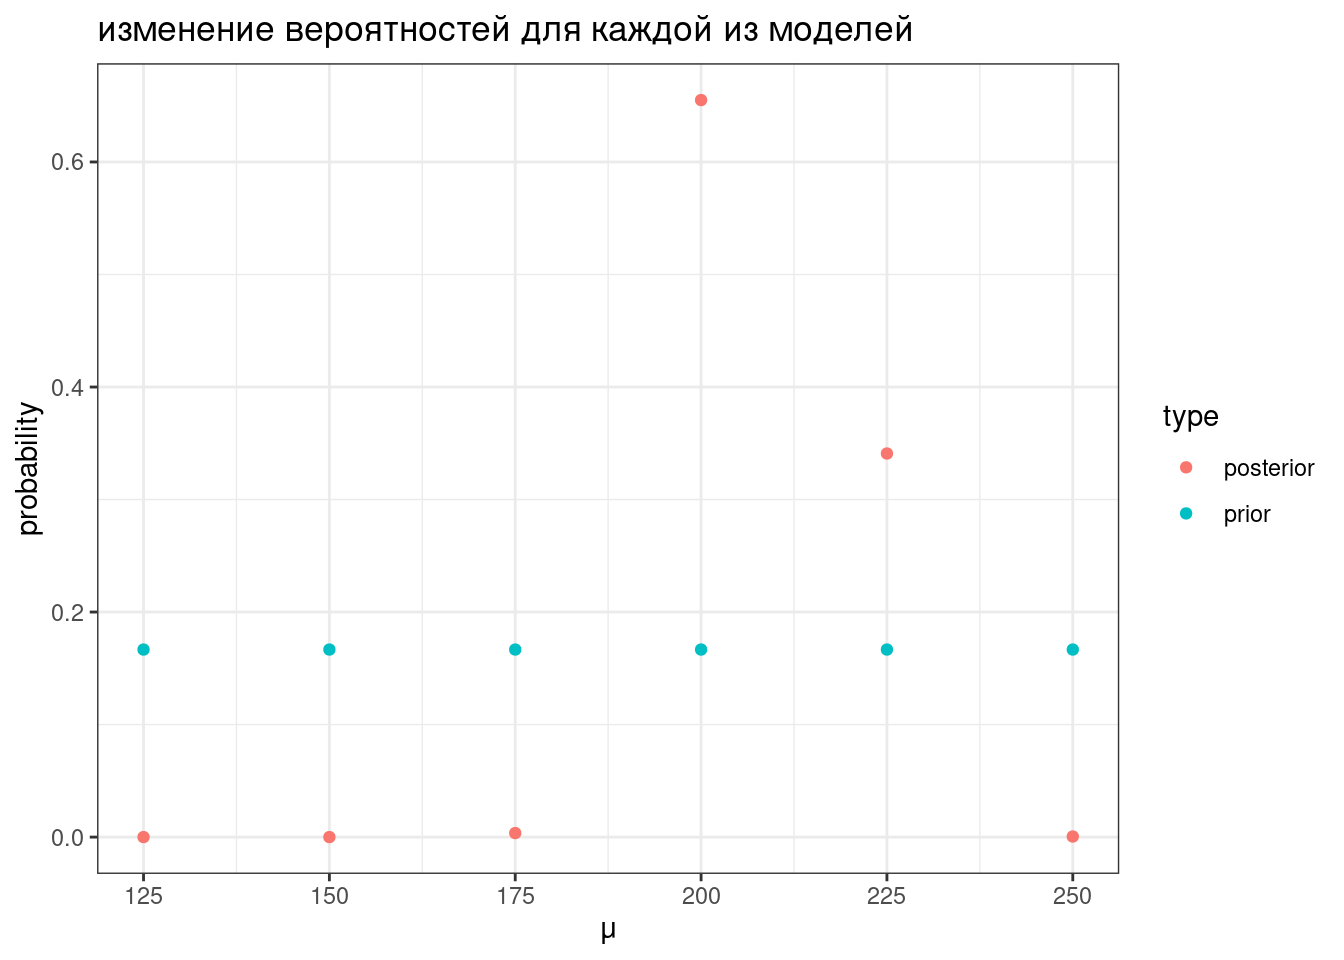 изменение вероятностей для каждой из моделей
probability
0.6
0.4
0.2
0.0
125 150 175 200 225 250
μ
type
posterior
prior